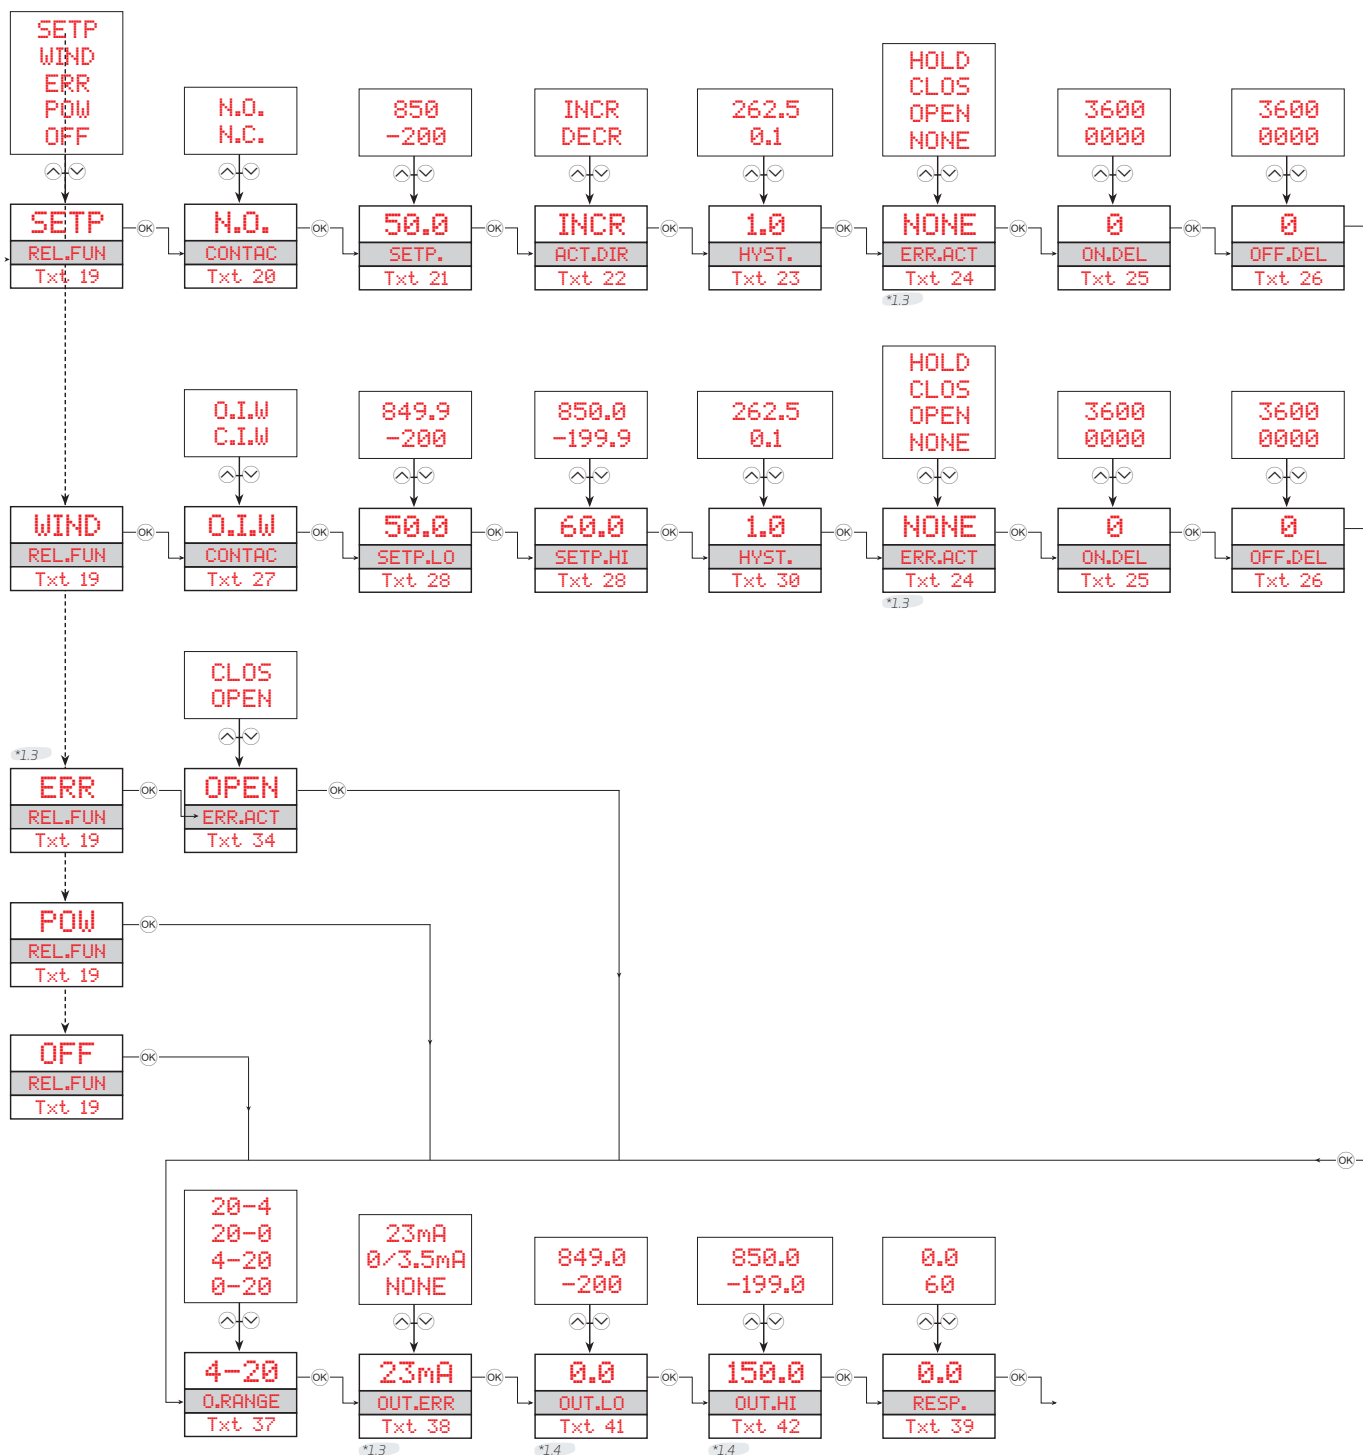 SETP
WIND
ERR
POW
OFF
N.O.
N.C.
850
-200
INCR
DECR
262.5
0.1
HOLD
CLOS
OPEN
NONE
3600
0000
3600
0000
SETP
REL.FUN
Txt 19
OK
N.O.
CONTAC
Txt 20
OK
50.0
SETP.
Txt 21
OK
INCR
ACT.DIR
Txt 22
OK
1.0
HYST.
Txt 23
OK
NONE
ERR.ACT
Txt 24
*1.3
OK
0
ON.DEL
Txt 25
OK
0
OFF.DEL
Txt 26
O.I.W
C.I.W
849.9
-200
850.0
-199.9
262.5
0.1
HOLD
CLOS
OPEN
NONE
3600
0000
3600
0000
WIND
REL.FUN
Txt 19
OK
O.I.W
CONTAC
Txt 27
OK
50.0
SETP.LO
Txt 28
OK
60.0
SETP.HI
Txt 28
OK
1.0
HYST.
Txt 30
OK
NONE
ERR.ACT
Txt 24
*1.3
OK
0
ON.DEL
Txt 25
OK
0
OFF.DEL
Txt 26
CLOS
OPEN
*1.3
ERR
REL.FUN
Txt 19
OK
OPEN
ERR.ACT
Txt 34
OK
POW
REL.FUN
Txt 19
OK
OFF
REL.FUN
Txt 19
OK
OK
20-4
20-0
4-20
0-20
23mA
0/3.5mA
NONE
849.0
-200
850.0
-199.0
0.0
60
4-20
O.RANGE
Txt 37
OK
23mA
OUT.ERR
Txt 38
*1.3
OK
0.0
OUT.LO
Txt 41
*1.4
OK
150.0
OUT.HI
Txt 42
*1.4
OK
0.0
RESP.
Txt 39
OK